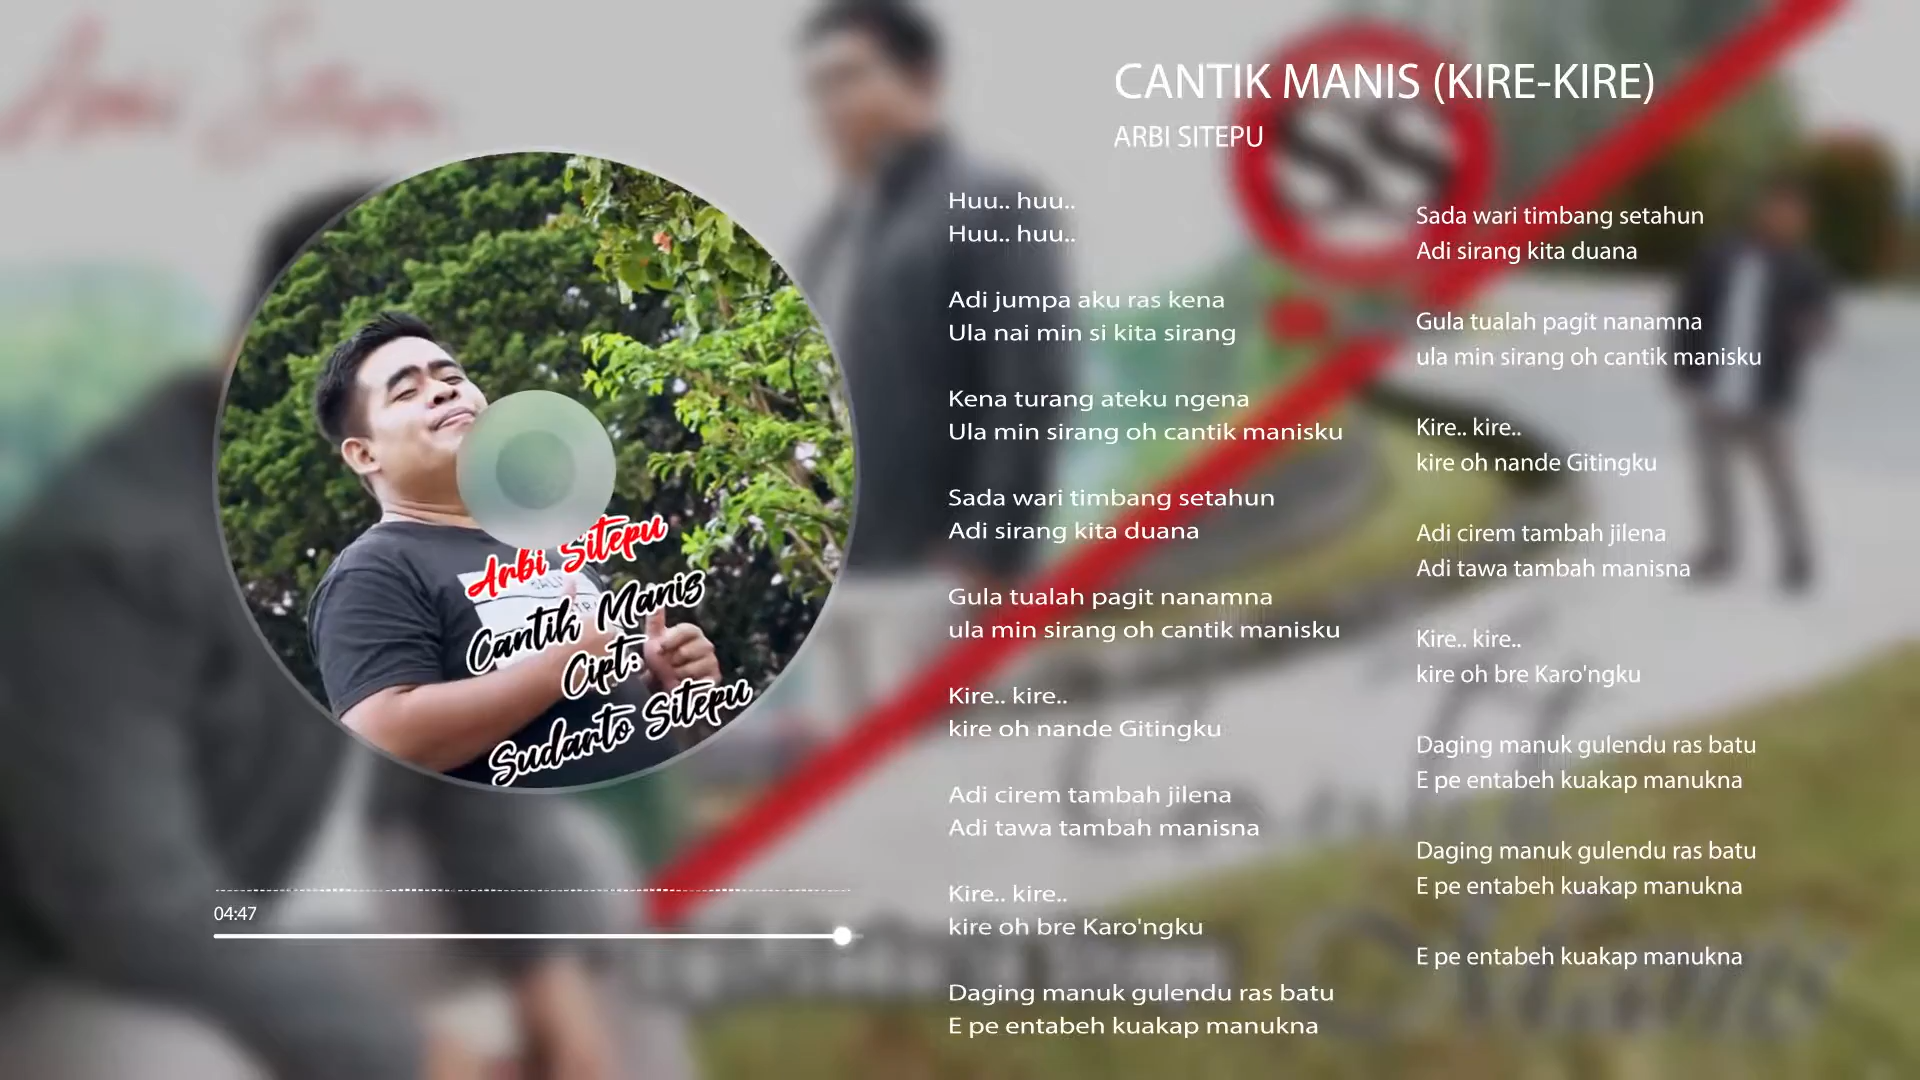 CANTIK MANIS (KIRE-KIRE)
ARBI SITEPU
Huu.. huu..
Huu.. huu..
Adi jumpa aku ras kena
Ula nai min si kita sirang
Kena turang ateku ngena
Ula min sirang oh cantik manisku
Sada wari timbang setahun
Adi sirang kita duana
Gula tualah pagit nanamna
ula min sirang oh cantik manisku
Kire.. kire..
kire oh nande Gitingku
Adi cirem tambah jilena
Adi tawa tambah manisna
Kire.. kire..
kire oh bre Karo'ngku
Daging manuk gulendu ras batu
E pe entabeh kuakap manukna
Sada wari timbang setahun
Adi sirang kita duana
Gula tualah pagit nanamna
ula min sirang oh cantik manisku
Kire.. kire..
kire oh nande Gitingku
Adi cirem tambah jilena
Adi tawa tambah manisna
Kire.. kire..
kire oh bre Karo'ngku
Daging manuk gulendu ras batu
E pe entabeh kuakap manukna
Daging manuk gulendu ras batu
E pe entabeh kuakap manukna
E pe entabeh kuakap manukna
Arbi Sitepu
Cantik Manis
Cipt:
Sudarto Sitepu
04:47
SS